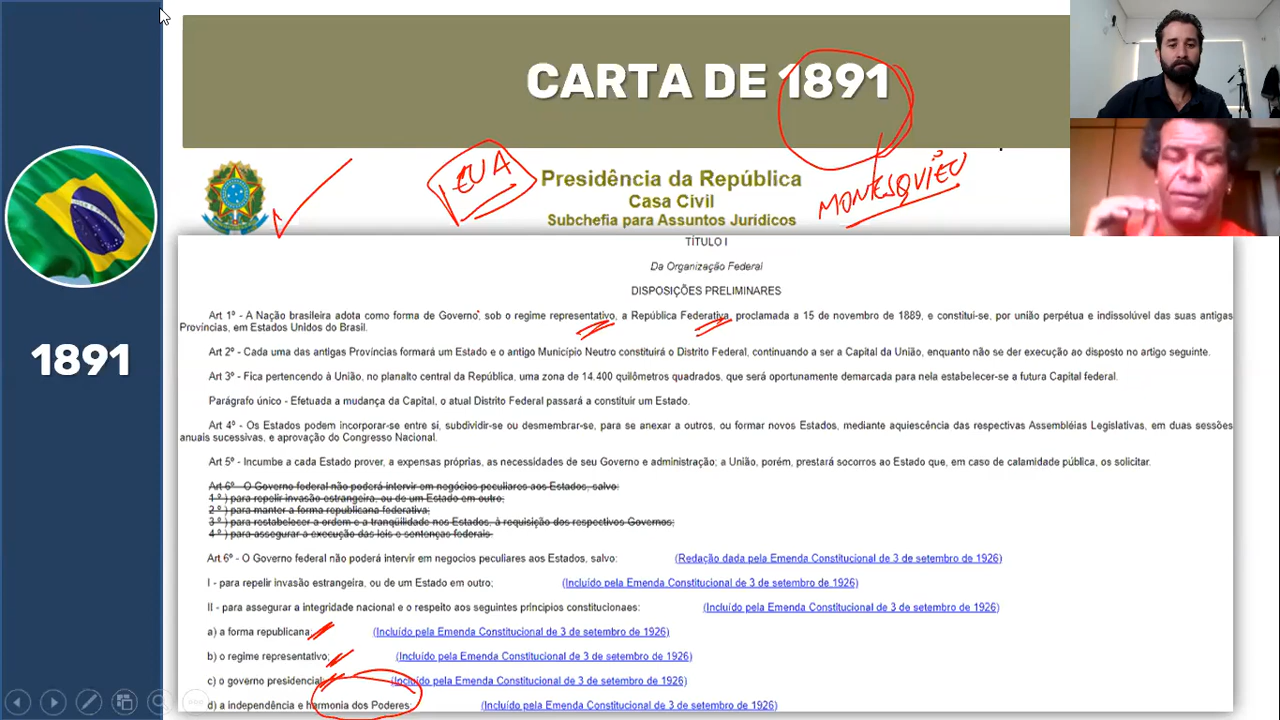 CARTA DE 1891
EUA
Presidência da República
MONTESQUIEU
Casa Civil
Subchefia para Assuntos Jurídicos
TÍTULO I
Da Organização Federal
DISPOSIÇÕES PRELIMINARES
Art 1º - A Nação brasileira adota como forma de Governo, sob o regime representativo, a República Federativa, proclamada a 15 de novembro de 1889, e constitui-se, por união perpétua e indissolúvel das suas antigas
Províncias, em Estados Unidos do Brasil.
1891
Art 2º - Cada uma das antigas Províncias formará um Estado e o antigo Município Neutro constituirá o Distrito Federal, continuando a ser a Capital da União, enquanto não se der execução ao disposto no artigo seguinte.
Art 3º - Fica pertencendo à União, no planalto central da República, uma zona de 14.400 quilômetros quadrados, que será oportunamente demarcada para nela estabelecer-se a futura Capital federal.
Parágrafo único - Efetuada a mudança da Capital, o atual Distrito Federal passará a constituir um Estado.
Art 4º - Os Estados podem incorporar-se entre si, subdividir-se ou desmembrar-se, para se anexar a outros, ou formar novos Estados, mediante aquiescência das respectivas Assembléias Legislativas, em duas sessões
anuais sucessivas, e aprovação do Congresso Nacional.
Art 5º - Incumbe a cada Estado prover, a expensas próprias, as necessidades de seu Governo e administração; a União, porém, prestará socorros ao Estado que, em caso de calamidade pública, os solicitar.
Art 6º - O Governo federal não poderá intervir em negócios peculiares aos Estados, salvo:
1 º ) para repelir invasão estrangeira, ou de um Estado em outro;
2 º ) para manter a forma republicana federativa;
3 º ) para restabelecer a ordem e a tranqüilidade nos Estados, à requisição dos respectivos Governos;
4 º ) para assegurar a execução das leis e sentenças federais.
Art 6º - O Governo federal não poderá intervir em negocios peculiares aos Estados, salvo: (Redação dada pela Emenda Constitucional de 3 de setembro de 1926)
I - para repelir invasão estrangeira, ou de um Estado em outro; (Incluído pela Emenda Constitucional de 3 de setembro de 1926)
II - para assegurar a integridade nacional e o respeito aos seguintes principios constitucionaes: (Incluído pela Emenda Constitucional de 3 de setembro de 1926)
a) a forma republicana; (Incluído pela Emenda Constitucional de 3 de setembro de 1926)
b) o regime representativo; (Incluído pela Emenda Constitucional de 3 de setembro de 1926)
c) o governo presidencial; (Incluído pela Emenda Constitucional de 3 de setembro de 1926)
d) a independência e harmonia dos Poderes; (Incluído pela Emenda Constitucional de 3 de setembro de 1926)